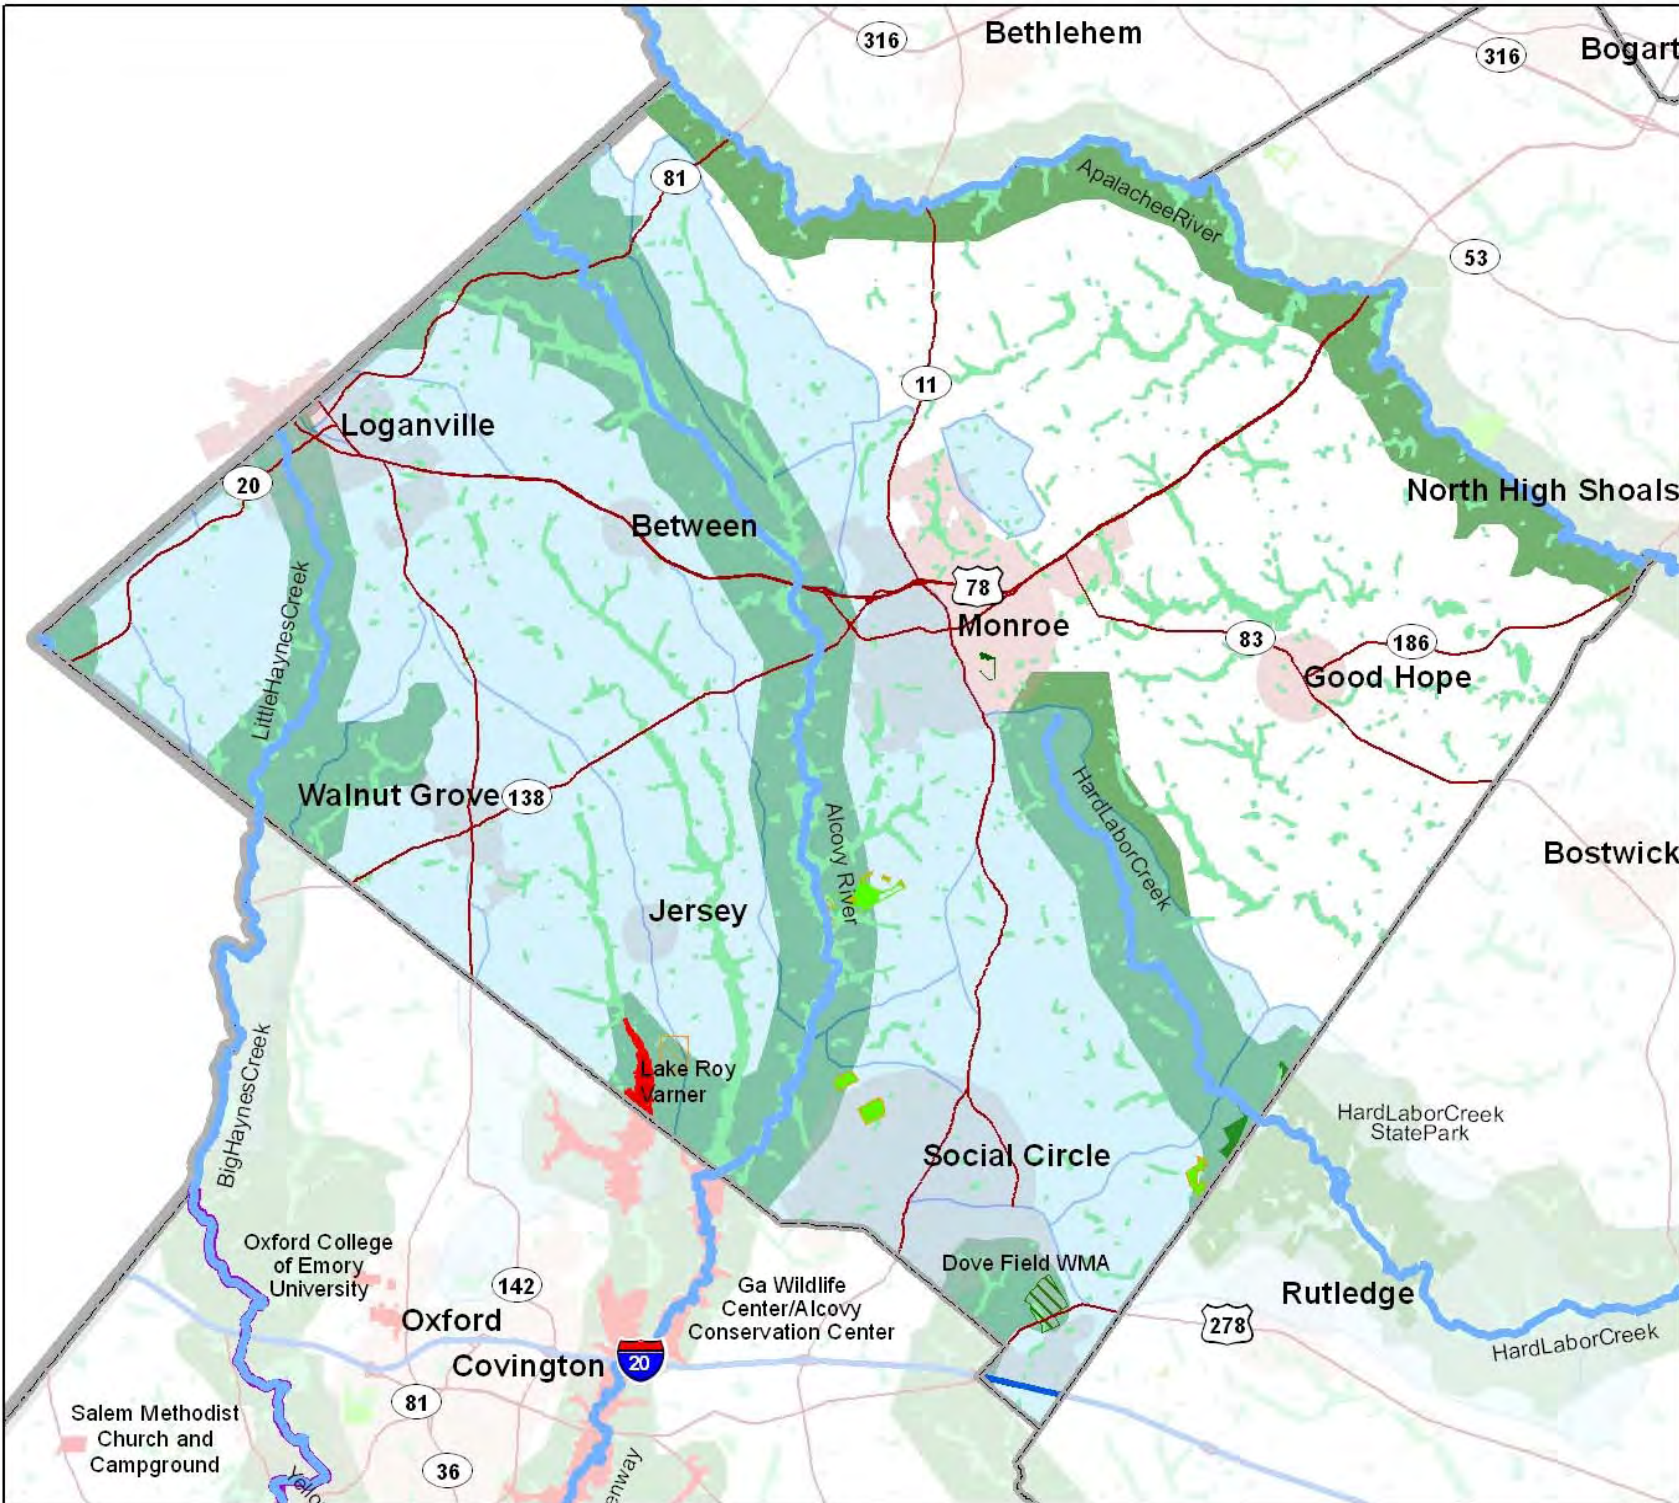 316
Bethlehem
316
Bogart
81
ApalacheeRiver
53
11
Loganville
20
North High Shoals
Between
78
Monroe
83
186
Good Hope
LittleHaynesCreek
Walnut Grove
138
HardLaborCreek
Alcovy River
Bostwick
Jersey
Lake Roy
Varner
BigHaynesCreek
HardLaborCreek
StatePark
Social Circle
Oxford College
of Emory
University
142
Dove Field WMA
Ga Wildlife
Center/Alcovy
Conservation Center
Rutledge
278
HardLaborCreek
Oxford
Covington
20
81
Salem Methodist
Church and
Campground
36
Yello
enway